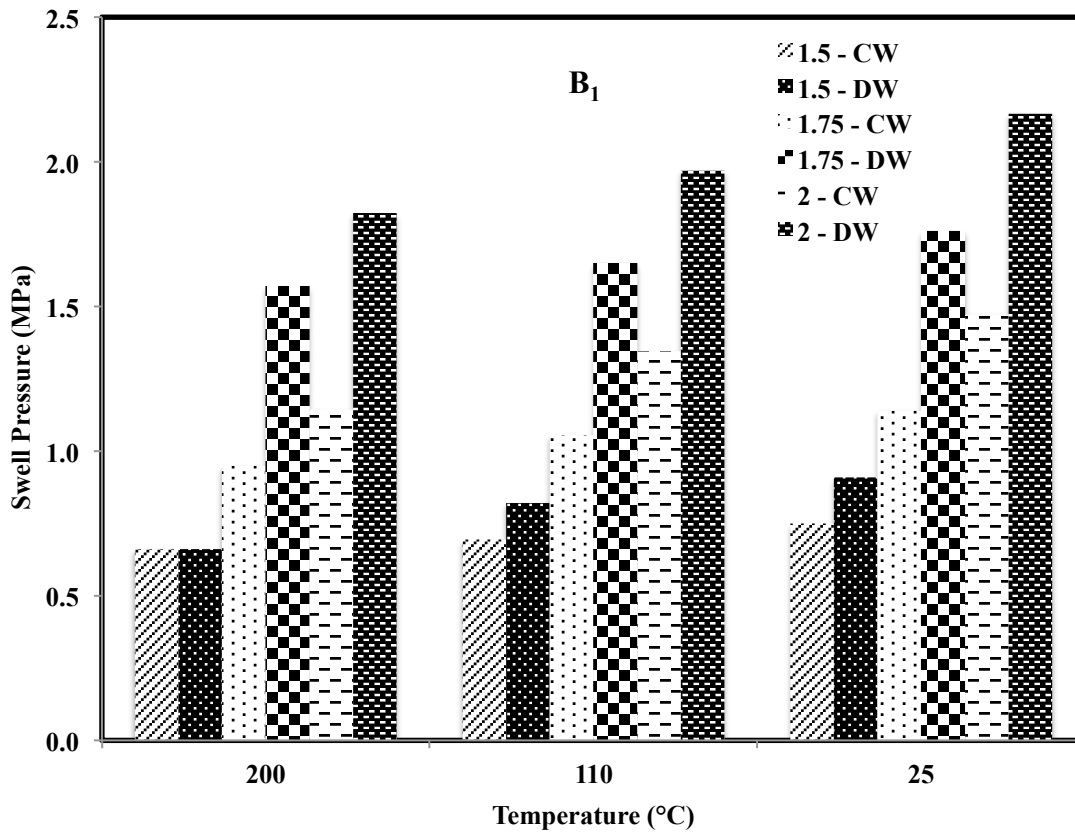 2.5
2.0
1.5
1.0
0.5
0.0
Swell Pressure (MPa)
B₁
1.5 - CW
1.5 - DW
1.75 - CW
1.75 - DW
2 - CW
2 - DW
200 110 25
Temperature (°C)